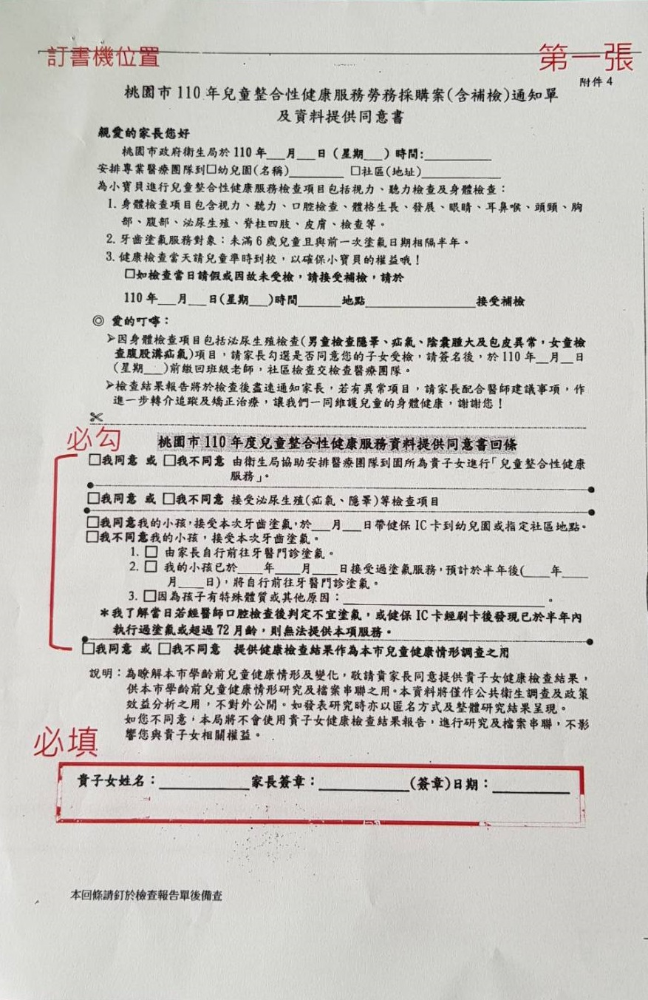 訂書機位置
第一張
附件 4
桃園市 110 年兒童整合性健康服務勞務採購案(含補檢)通知單
及資料提供同意書
親愛的家長您好
桃園市政府衛生局於 110 年___月___日（星期___）時間:__________
安排專業醫療團隊到□幼兒園(名稱)________ □社區(地址)____________
為小寶貝進行兒童整合性健康服務檢查項目包括視力、聽力檢查及身體檢查：
1. 身體檢查項目包含視力、聽力、口腔檢查、體格生長、發展、眼睛、耳鼻喉、頭頸、胸
部、腹部、泌尿生殖、脊柱四肢、皮膚、檢查等。
2. 牙齒塗氟服務對象：未滿 6 歲兒童且與前一次塗氟日期相隔半年。
3. 健康檢查當天請兒童準時到校，以確保小寶貝的權益哦！
□如檢查當日請假或因故未受檢，請接受補檢，請於
110 年___月___日(星期___)時間______地點________________接受補檢
◎ 愛的叮嚀：
➢因身體檢查項目包括泌尿生殖檢查(男童檢查隱睪、疝氣、陰囊腫大及包皮異常，女童檢
查腹股溝疝氣)項目，請家長勾選是否同意您的子女受檢，請簽名後，於 110 年__月__日
(星期___)前繳回班級老師，社區檢查交檢查醫療團隊。
➢檢查結果報告將於檢查後盡速通知家長，若有異常項目，請家長配合醫師建議事項，作
進一步轉介追蹤及矯正治療，讓我們一同維護兒童的身體健康，謝謝您！
必勾
桃園市 110 年度兒童整合性健康服務資料提供同意書回條
□我同意 或 □我不同意 由衛生局協助安排醫療團隊到園所為貴子女進行「兒童整合性健康
服務」。
□我同意 或 □我不同意 接受泌尿生殖(疝氣、隱睪)等檢查項目
□我同意我的小孩，接受本次牙齒塗氟，於___月___日帶健保 IC 卡到幼兒園或指定社區地點。
□我不同意我的小孩，接受本次牙齒塗氟。
1. □ 由家長自行前往牙醫門診塗氟。
2. □ 我的小孩已於____年____月____日接受過塗氟服務，預計於半年後(____年____
月____日)，將自行前往牙醫門診塗氟。
3. □因為孩子有特殊體質或其他原因：______________________________。
＊我了解當日若經醫師口腔檢查後判定不宜塗氟，或健保 IC 卡經刷卡後發現已於半年內
執行過塗氟或超過 72 月齡，則無法提供本項服務。
□我同意 或 □我不同意 提供健康檢查結果作為本市兒童健康情形調查之用
說明：為瞭解本市學齡前兒童健康情形及變化，敬請貴家長同意提供貴子女健康檢查結果，
供本市學齡前兒童健康情形研究及檔案串聯之用。本資料將僅作公共衛生調查及政策
效益分析之用，不對外公開。如發表研究時亦以匿名方式及整體研究結果呈現。
如您不同意，本局將不會使用貴子女健康檢查結果報告，進行研究及檔案串聯，不影
響您與貴子女相關權益。
必填
貴子女姓名：____________家長簽章：____________(簽章)日期：__________
本回條請釘於檢查報告單後備查